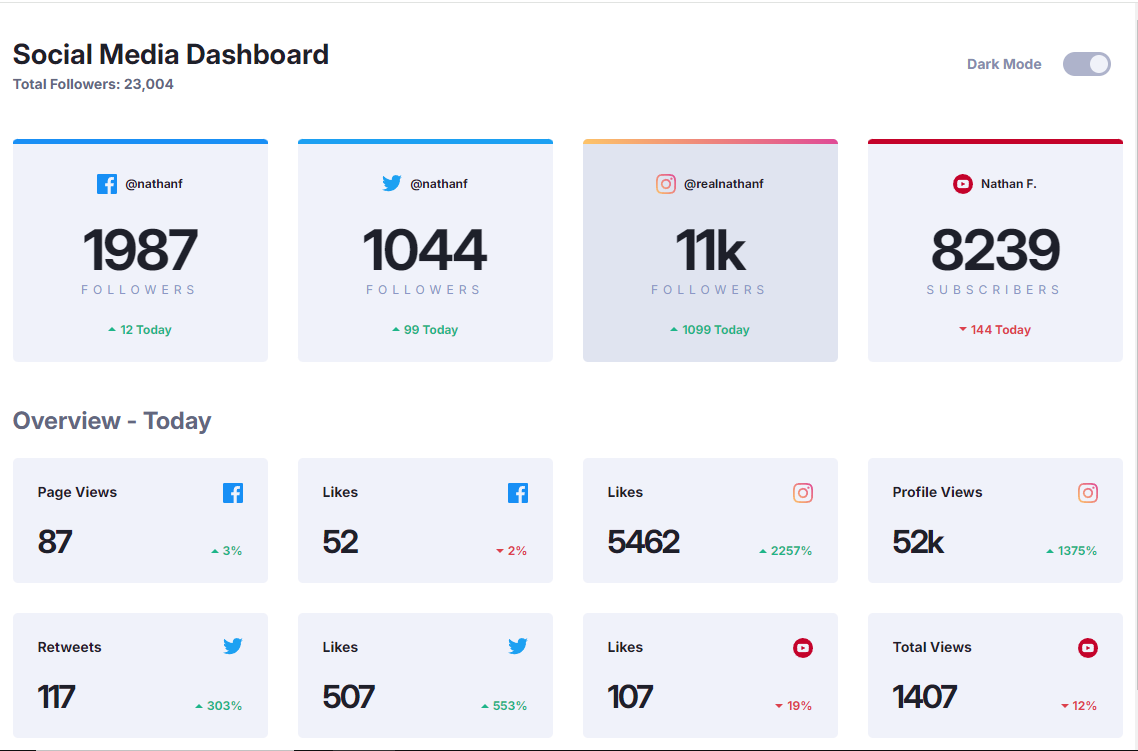 Social Media Dashboard
Total Followers: 23,004
Dark Mode
@nathanf
1987
FOLLOWERS
12 Today
@nathanf
1044
FOLLOWERS
99 Today
@realnathanf
11k
FOLLOWERS
1099 Today
Nathan F.
8239
SUBSCRIBERS
144 Today
Overview - Today
Page Views
87
3%
Likes
52
2%
Likes
5462
2257%
Profile Views
52k
1375%
Retweets
117
303%
Likes
507
553%
Likes
107
19%
Total Views
1407
12%